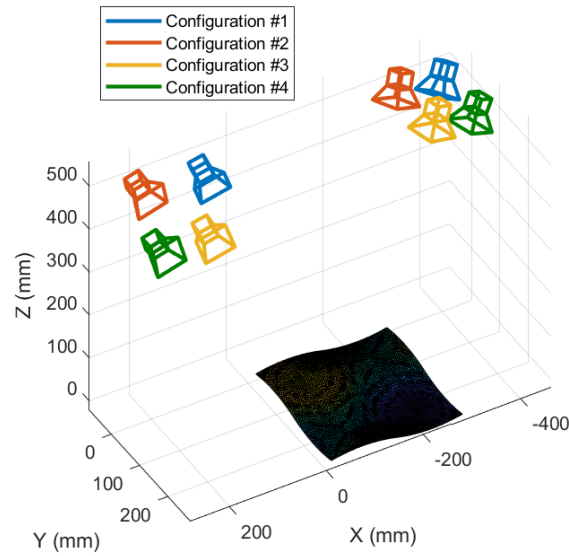 Configuration #1
Configuration #2
Configuration #3
Configuration #4
500
400
300
200
100
0
Z (mm)
0
100
200
Y (mm)
200
0
-200
-400
X (mm)